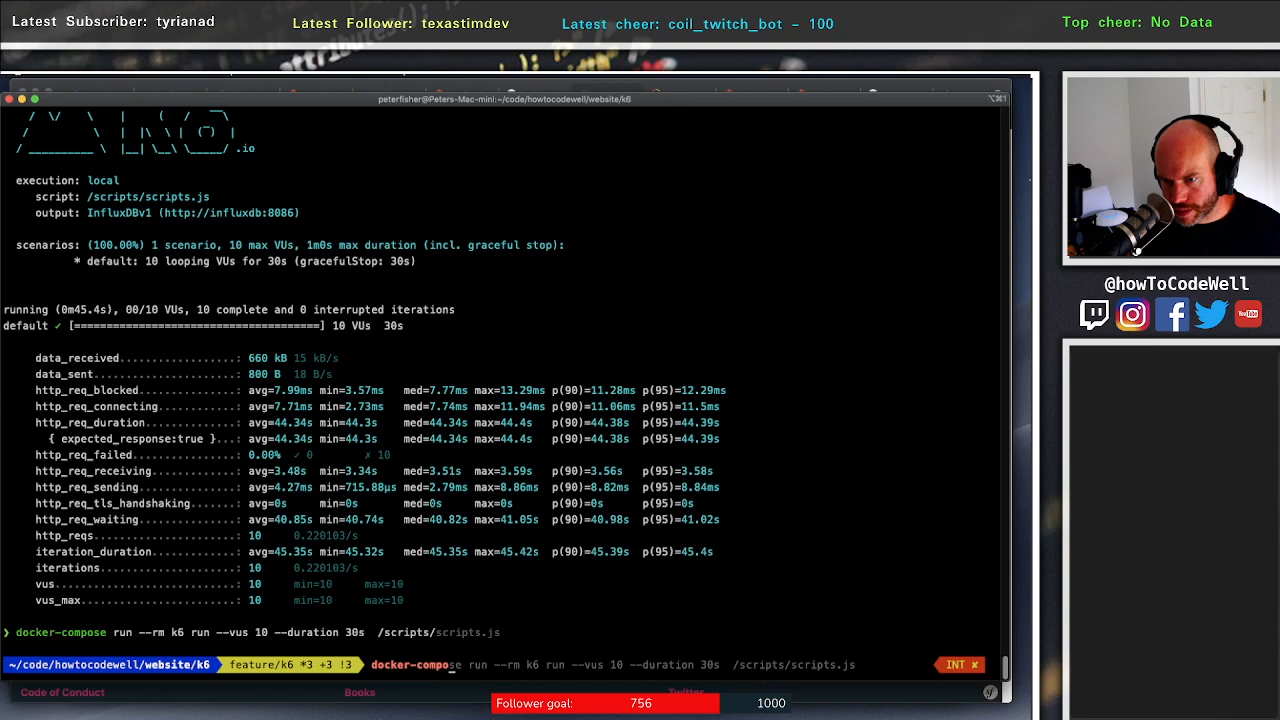 Latest Subscriber: tyrianad
Latest Follower: texastimdev
Latest cheer: coil_twitch_bot - 100
Top cheer: No Data
peterfisher@Peters-Mac-mini:~/code/howtocodewell/website/k6
⌥⌘1
.io
execution: local
script: /scripts/scripts.js
output: InfluxDBv1 (http://influxdb:8086)
scenarios: (100.00%) 1 scenario, 10 max VUs, 1m0s max duration (incl. graceful stop):
* default: 10 looping VUs for 30s (gracefulStop: 30s)
running (0m45.4s), 00/10 VUs, 10 complete and 0 interrupted iterations
default ✓ [======================================] 10 VUs  30s
data_received..................: 660 kB 15 kB/s
data_sent......................: 800 B  18 B/s
http_req_blocked...............: avg=7.99ms min=3.57ms   med=7.77ms max=13.29ms p(90)=11.28ms p(95)=12.29ms
http_req_connecting............: avg=7.71ms min=2.73ms   med=7.74ms max=11.94ms p(90)=11.06ms p(95)=11.5ms
http_req_duration..............: avg=44.34s min=44.3s    med=44.34s max=44.4s   p(90)=44.38s  p(95)=44.39s
{ expected_response:true }...: avg=44.34s min=44.3s    med=44.34s max=44.4s   p(90)=44.38s  p(95)=44.39s
http_req_failed................: 0.00%  ✓ 0        ✗ 10
http_req_receiving.............: avg=3.48s  min=3.34s    med=3.51s  max=3.59s   p(90)=3.56s   p(95)=3.58s
http_req_sending...............: avg=4.27ms min=715.88µs med=2.79ms max=8.86ms  p(90)=8.82ms  p(95)=8.84ms
http_req_tls_handshaking.......: avg=0s     min=0s       med=0s     max=0s      p(90)=0s      p(95)=0s
http_req_waiting...............: avg=40.85s min=40.74s   med=40.82s max=41.05s  p(90)=40.98s  p(95)=41.02s
http_reqs......................: 10     0.220103/s
iteration_duration.............: avg=45.35s min=45.32s   med=45.35s max=45.42s  p(90)=45.39s  p(95)=45.4s
iterations.....................: 10     0.220103/s
vus............................: 10     min=10     max=10
vus_max........................: 10     min=10     max=10
❯ docker-compose run --rm k6 run --vus 10 --duration 30s  /scripts/scripts.js
~/code/howtocodewell/website/k6 feature/k6 *3 +3 !3 docker-compose run --rm k6 run --vus 10 --duration 30s  /scripts/scripts.js INT ✘
Code of Conduct
Books
Twitter
Follower goal: 756 1000
@howToCodeWell
You Tube